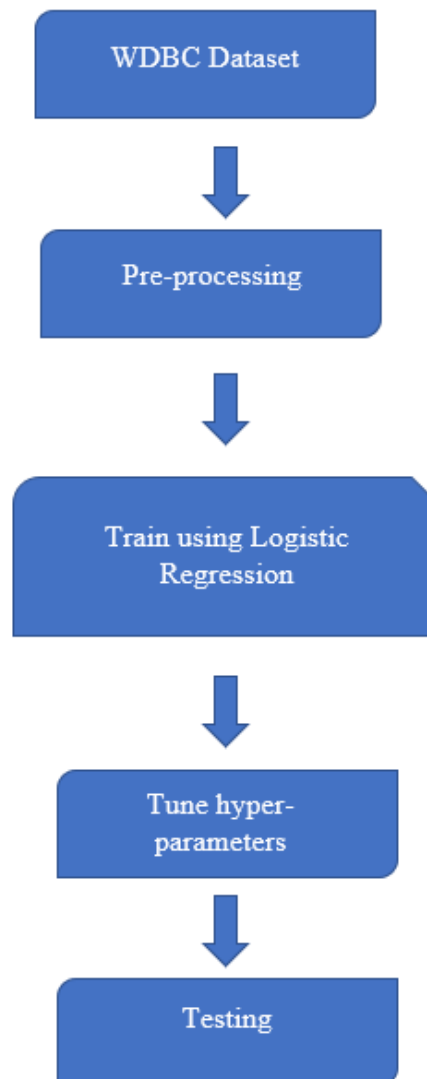 WDBC Dataset
Pre-processing
Train using Logistic
Regression
Tune hyper-
parameters
Testing